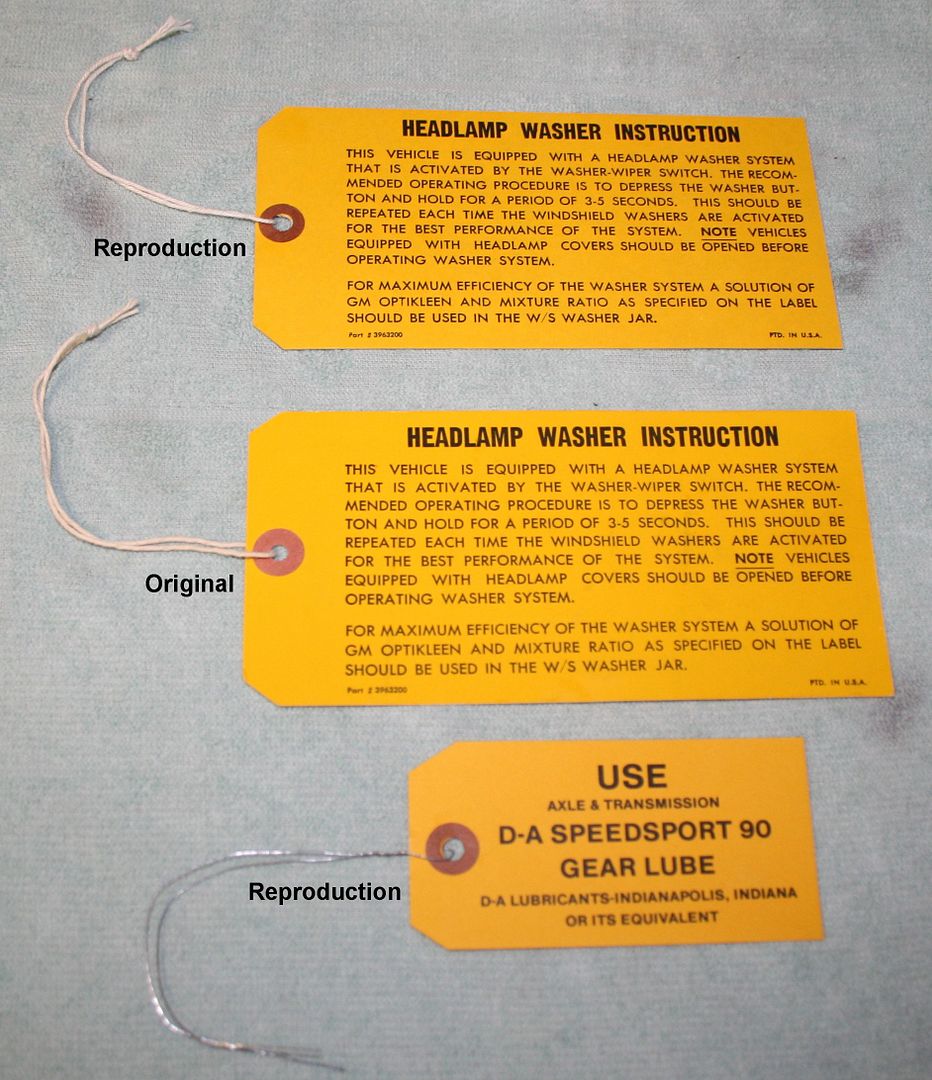 HEADLAMP WASHER INSTRUCTION
THIS VEHICLE IS EQUIPPED WITH A HEADLAMP WASHER SYSTEM
THAT IS ACTIVATED BY THE WASHER-WIPER SWITCH. THE RECOM-
MENDED OPERATING PROCEDURE IS TO DEPRESS THE WASHER BUT-
TON AND HOLD FOR A PERIOD OF 3-5 SECONDS. THIS SHOULD BE
REPEATED EACH TIME THE WINDSHIELD WASHERS ARE ACTIVATED
FOR THE BEST PERFORMANCE OF THE SYSTEM. NOTE VEHICLES
EQUIPPED WITH HEADLAMP COVERS SHOULD BE OPENED BEFORE
OPERATING WASHER SYSTEM.
FOR MAXIMUM EFFICIENCY OF THE WASHER SYSTEM A SOLUTION OF
GM OPTIKLEEN AND MIXTURE RATIO AS SPECIFIED ON THE LABEL
SHOULD BE USED IN THE W/S WASHER JAR.
Part # 3963200 PTD. IN U.S.A.
Reproduction
HEADLAMP WASHER INSTRUCTION
THIS VEHICLE IS EQUIPPED WITH A HEADLAMP WASHER SYSTEM
THAT IS ACTIVATED BY THE WASHER-WIPER SWITCH. THE RECOM-
MENDED OPERATING PROCEDURE IS TO DEPRESS THE WASHER BUT-
TON AND HOLD FOR A PERIOD OF 3-5 SECONDS. THIS SHOULD BE
REPEATED EACH TIME THE WINDSHIELD WASHERS ARE ACTIVATED
FOR THE BEST PERFORMANCE OF THE SYSTEM. NOTE VEHICLES
EQUIPPED WITH HEADLAMP COVERS SHOULD BE OPENED BEFORE
OPERATING WASHER SYSTEM.
FOR MAXIMUM EFFICIENCY OF THE WASHER SYSTEM A SOLUTION OF
GM OPTIKLEEN AND MIXTURE RATIO AS SPECIFIED ON THE LABEL
SHOULD BE USED IN THE W/S WASHER JAR.
Part # 3963200 PTD. IN U.S.A.
Original
USE
AXLE & TRANSMISSION
D-A SPEEDSPORT 90
GEAR LUBE
D-A LUBRICANTS-INDIANAPOLIS, INDIANA
OR ITS EQUIVALENT
Reproduction